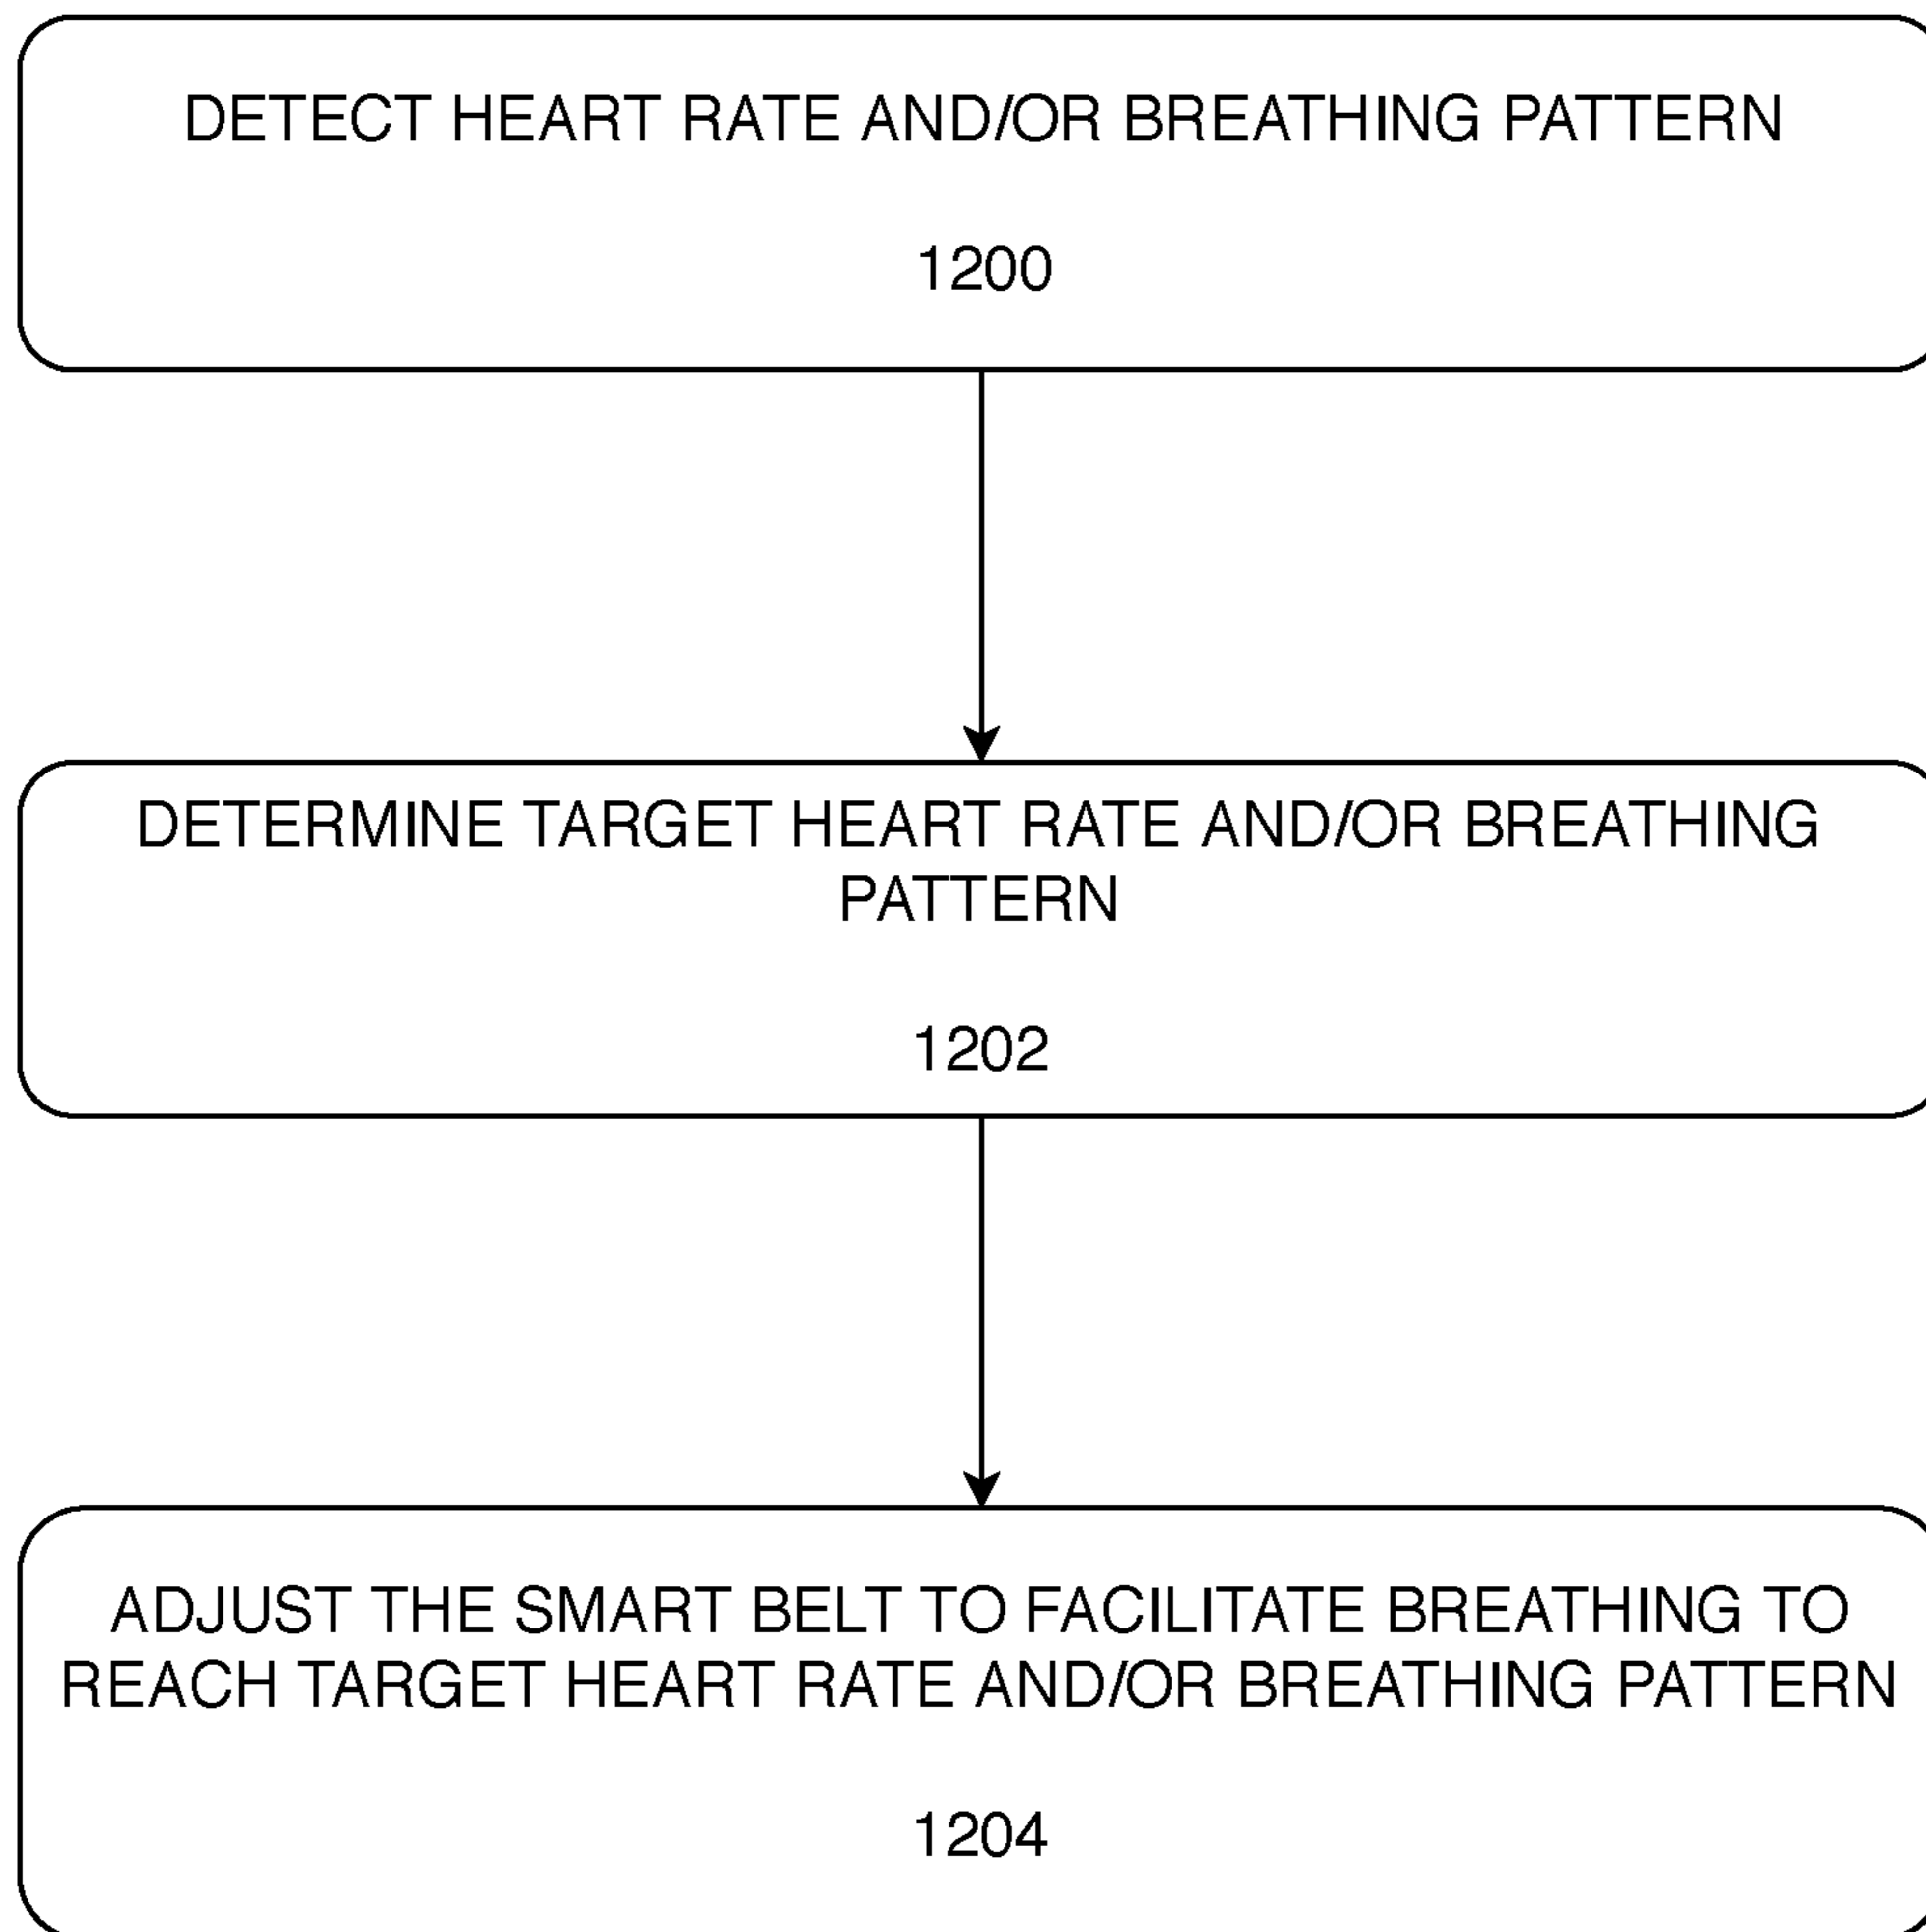 DETECT HEART RATE AND/OR BREATHING PATTERN
1200
DETERMINE TARGET HEART RATE AND/OR BREATHING
PATTERN
1202
ADJUST THE SMART BELT TO FACILITATE BREATHING TO
REACH TARGET HEART RATE AND/OR BREATHING PATTERN
1204